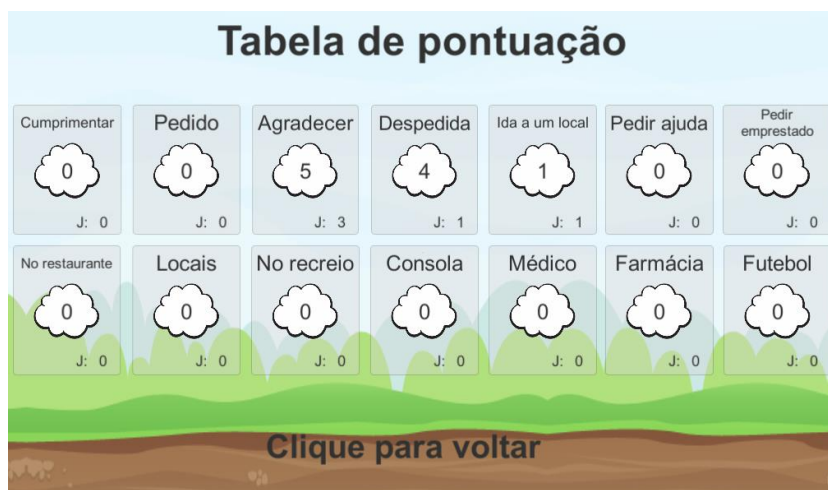 Tabela de pontuação
Cumprimentar
0
J: 0
Pedido
0
J: 0
Agradecer
5
J: 3
Despedida
4
J: 1
Ida a um local
1
J: 1
Pedir ajuda
0
J: 0
Pedir
emprestado
0
J: 0
No restaurante
0
J: 0
Locais
0
J: 0
No recreio
0
J: 0
Consola
0
J: 0
Médico
0
J: 0
Farmácia
0
J: 0
Futebol
0
J: 0
Clique para voltar